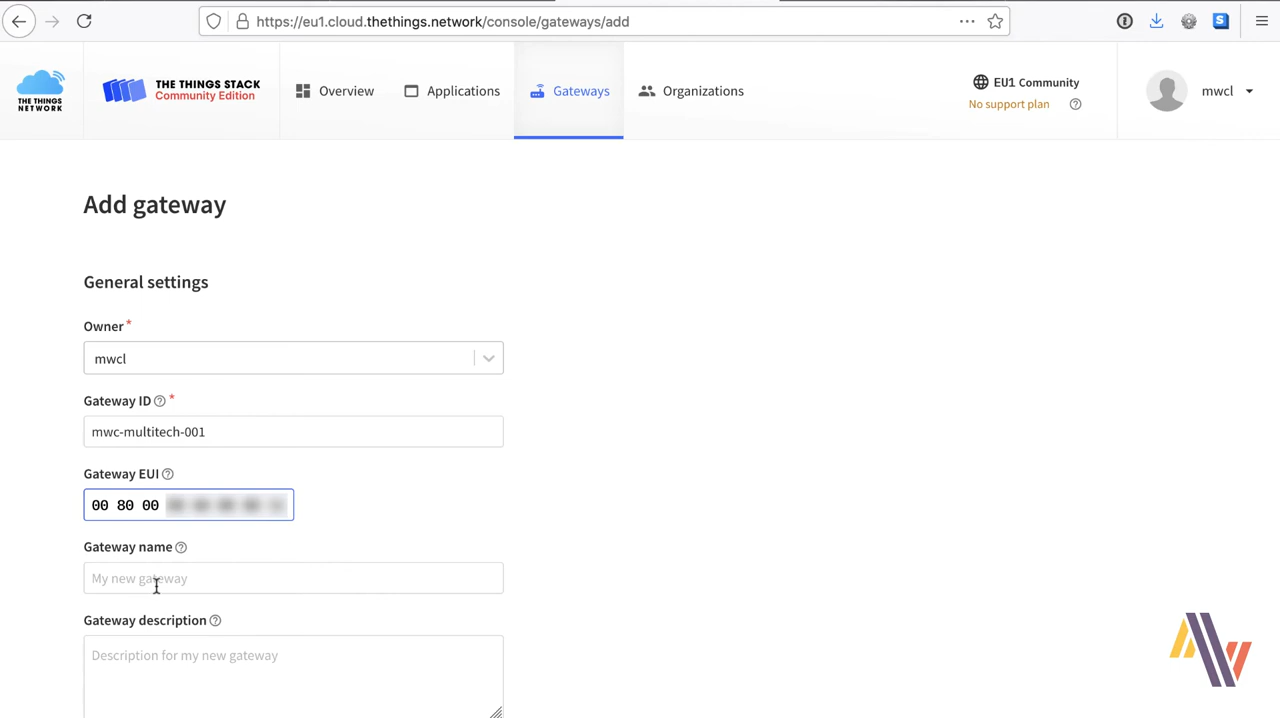 https://eu1.cloud.thethings.network/console/gateways/add
THE THINGS NETWORK
THE THINGS STACK
Community Edition
Overview
Applications
Gateways
Organizations
EU1 Community
No support plan
mwcl
Add gateway
General settings
Owner*
mwcl
Gateway ID *
mwc-multitech-001
Gateway EUI
00 80 00
Gateway name
My new gateway
Gateway description
Description for my new gateway